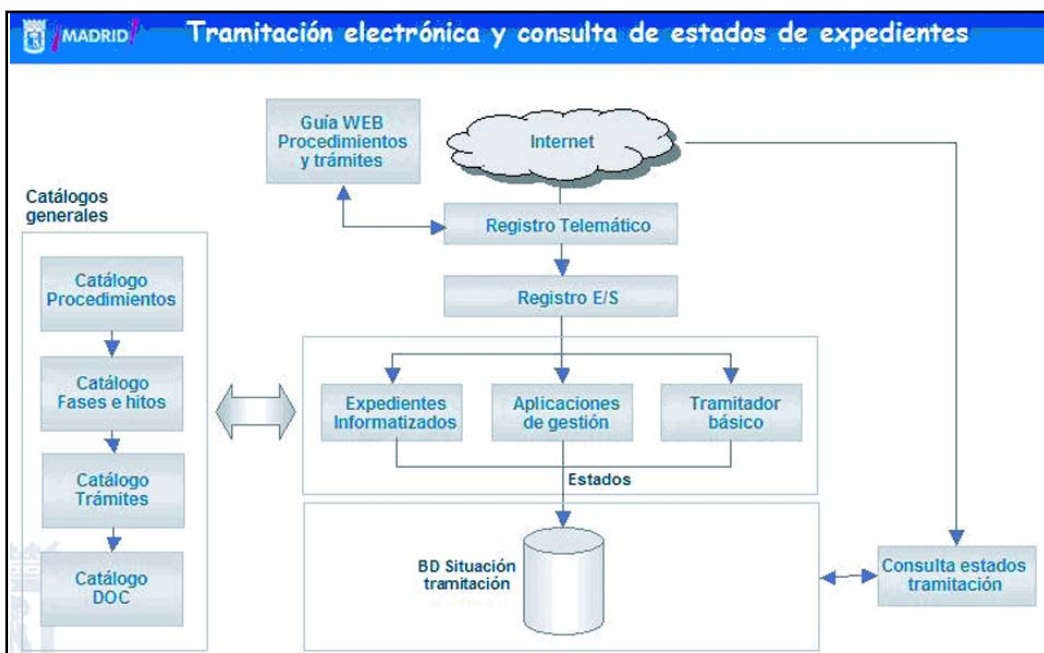 ¡MADRID!
Tramitación electrónica y consulta de estados de expedientes
Guía WEB
Procedimientos
y trámites
Internet
Catálogos
generales
Registro Telemático
Catálogo
Procedimientos
Registro E/S
Catálogo
Fases e hitos
Expedientes
Informatizados
Aplicaciones
de gestión
Tramitador
básico
Estados
Catálogo
Trámites
BD Situación
tramitación
Consulta estados
tramitación
Catálogo
DOC